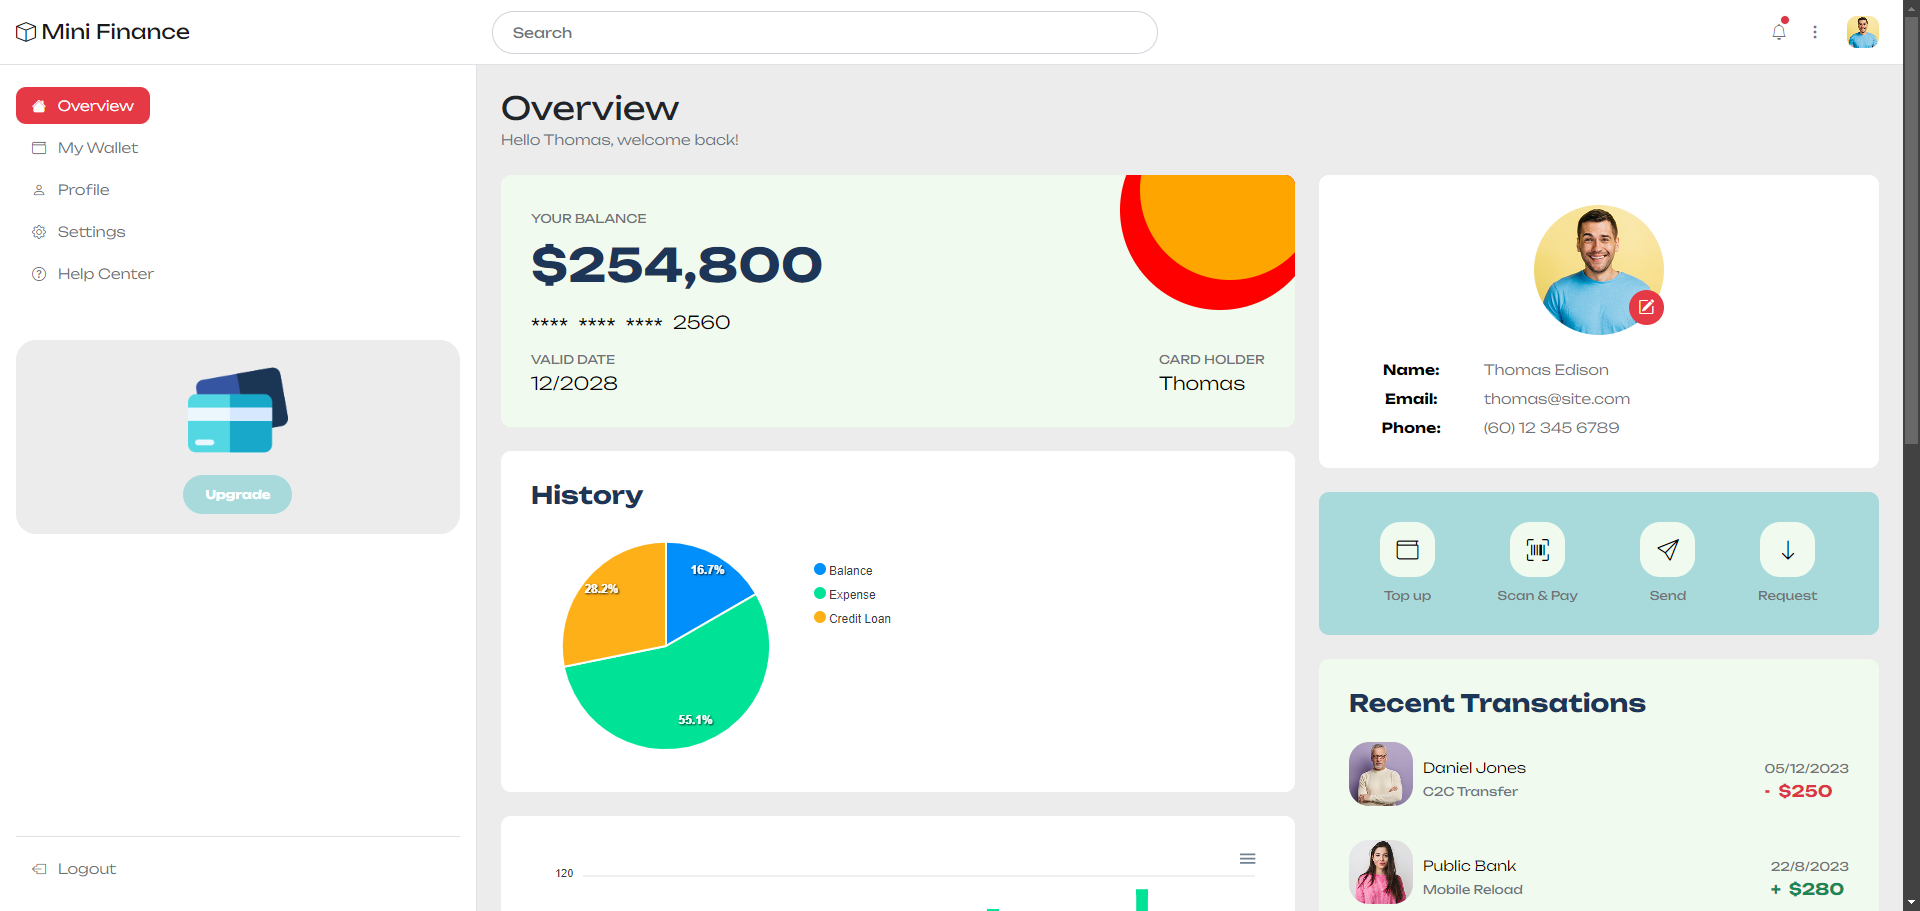 Mini Finance
Search
Overview
My Wallet
Profile
Settings
Help Center
Upgrade
Logout
Overview
Hello Thomas, welcome back!
YOUR BALANCE
$254,800
**** **** **** 2560
VALID DATE
12/2028
CARD HOLDER
Thomas
History
16.7%
28.2%
55.1%
Balance
Expense
Credit Loan
120
Name: Thomas Edison
Email: thomas@site.com
Phone: (60) 12 345 6789
Top up
Scan & Pay
Send
Request
Recent Transations
Daniel Jones
C2C Transfer
05/12/2023
- $250
Public Bank
Mobile Reload
22/8/2023
+ $280